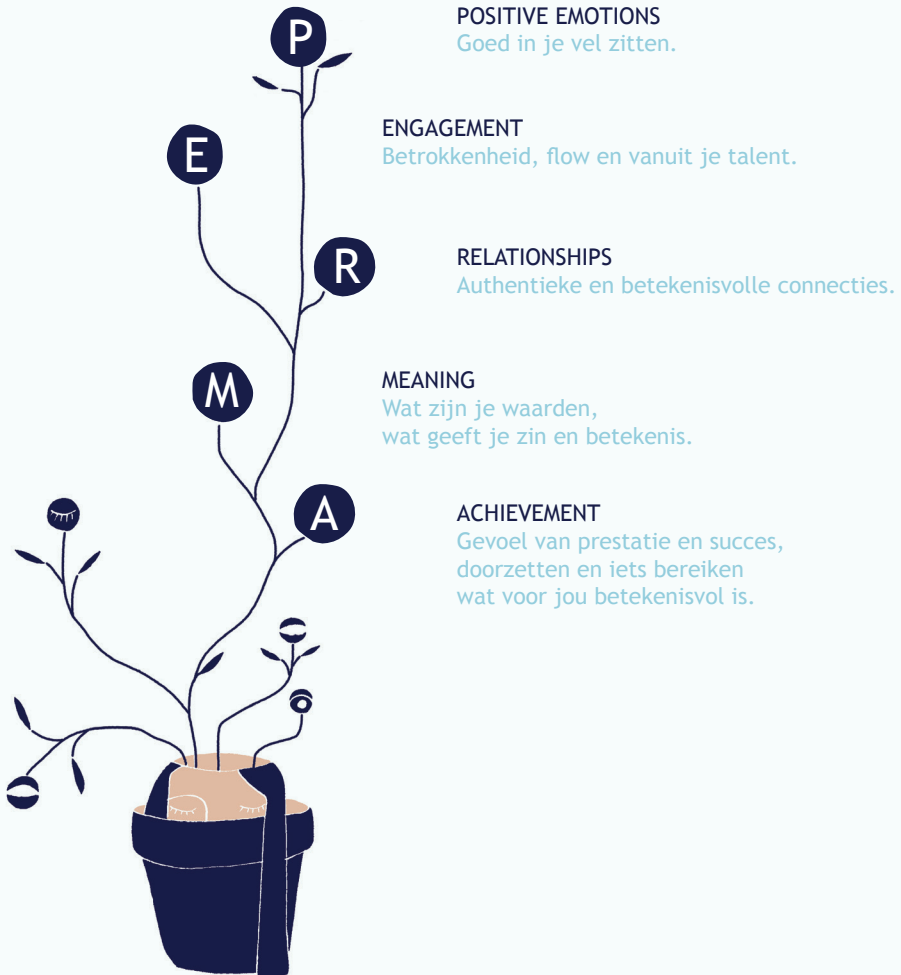 P
POSITIVE EMOTIONS
Goed in je vel zitten.
E
ENGAGEMENT
Betrokkenheid, flow en vanuit je talent.
R
RELATIONSHIPS
Authentieke en betekenisvolle connecties.
M
MEANING
Wat zijn je waarden,
wat geeft je zin en betekenis.
A
ACHIEVEMENT
Gevoel van prestatie en succes,
doorzetten en iets bereiken
wat voor jou betekenisvol is.